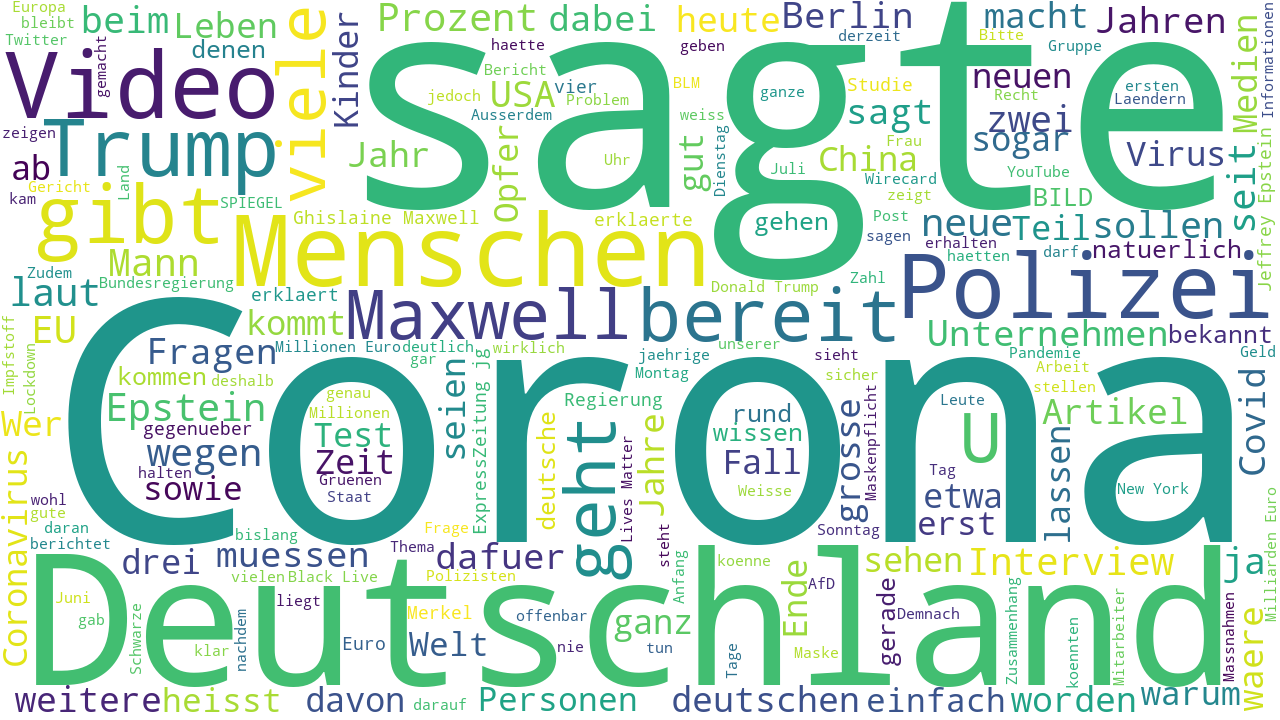 Europa
bleibt
Twitter
beim
Leben
denen
gemacht
Video
zeigen
ab
Trump
Gericht
kam
Land
gibt
SPIEGEL
Mann
Zudem
Bundesregierung
laut
viele
Kinder
Prozent
dabei
heute
Berlin
derzeit
macht
Bitte
Gruppe
Jahren
Informationen
haette
geben
Bericht
jedoch
USA
vier
Problem
Ausserdem
BLM
ganze
Studie
neuen
Recht
ersten
Laendern
Medien
sagte
Jahr
Opfer
Uhr
weiss
gut
Dienstag
Juli
sagt
Frau
China
Wirecard
zeigt
zwei
sogar
YouTube
BILD
Virus
seit
Jeffrey Epstein
Ghislaine Maxwell
erklaerte
gehen
Post
sagen
neue
Teil
sollen
erhalten
haetten
darf
natuerlich
Menschen
Donald Trump
Zahl
Polizei
erklaert
Maxwell
bereit
EU
kommt
Unternehmen
bekannt
Impfstoff
Lockdown
Fragen
Millionen Euro
deutlich
gar
wirklich
jaehrige
Montag
unserer
sieht
sicher
Pandemie
Arbeit
stellen
Geld
kommen
deshalb
Epstein
gegenueber
genau
Millionen
Test
Zeit
seien
ExpressZeitung jg
Regierung
rund
wissen
Fall
Weisse
Leute
Artikel
Covid
Wer
wegen
halten
sowie
Gruenen
Staat
Corona
deutsche
geht
Lives Matter
Jahre
steht
grosse
Maskenpflicht
U
Tag
etwa
erst
New York
lassen
Coronavirus
wohl
gute
daran
berichtet
drei
bislang
muessen
Frage
Thema
dafuer
Sonntag
sehen
Interview
ja
Milliarden Euro
Deutschland
Juni
gab
Schwarze
klar
vielen
Black Live
nachdem
liegt
Polizisten
Merkel
Euro
Welt
offenbar
nie
koenne
Anfang
ganz
tun
Tage
AfD
Ende
Maske
gerade
Demnach
Zusammenhang
koennten
Mitarbeiter
Massnahmen
Waere
weitere
heisst
davon
darauf
Personen
deutschen
einfach
worden
warum